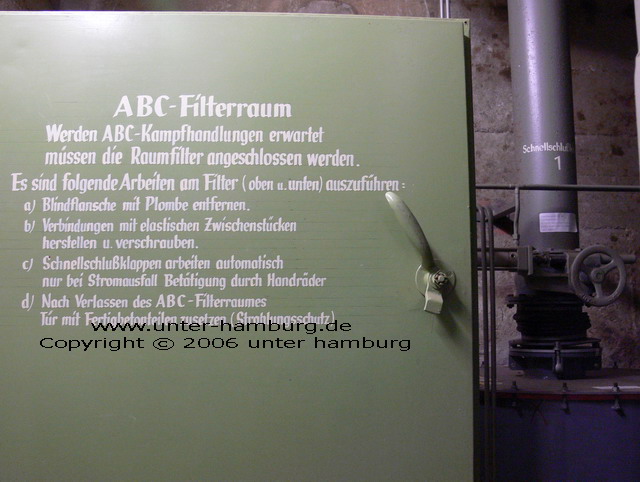 ABC-Filterraum
Werden ABC-Kampfhandlungen erwartet
müssen die Raumfilter angeschlossen werden.
Es sind folgende Arbeiten am Filter (oben u. unten) auszuführen:
a) Blindflansche mit Plombe entfernen.
b) Verbindungen mit elastischen Zwischenstücken
herstellen u. verschrauben.
c) Schnellschlußklappen arbeiten automatisch
nur bei Stromausfall Betätigung durch Handräder
d) Nach Verlassen des ABC-Filterraumes
Tür mit Fertigbetonteilen zusetzen (Strahlungsschutz)
www.unter-hamburg.de
Copyright © 2006 unter hamburg
1